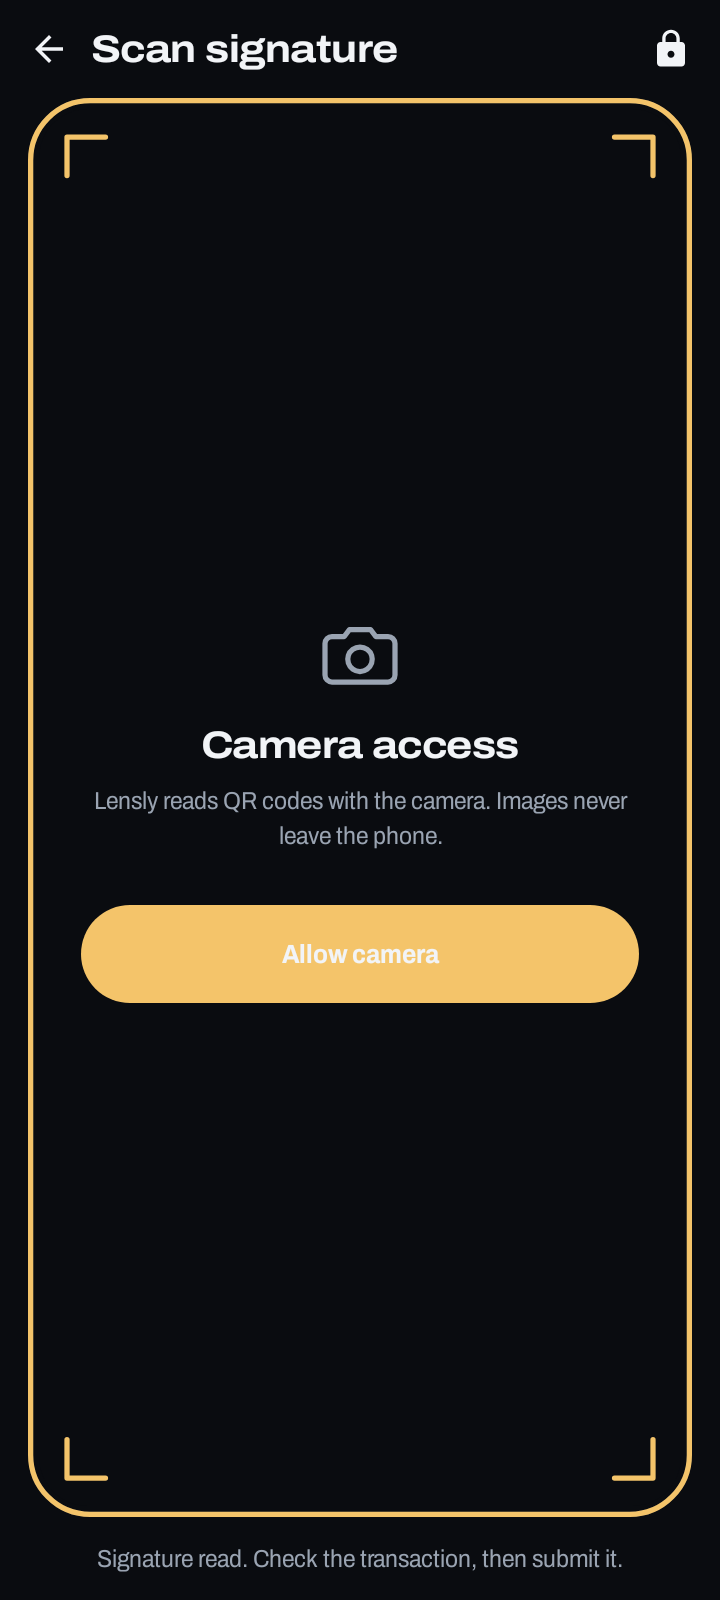 Scan signature
Camera access
Lensly reads QR codes with the camera. Images never
leave the phone.
Allow camera
Signature read. Check the transaction, then submit it.